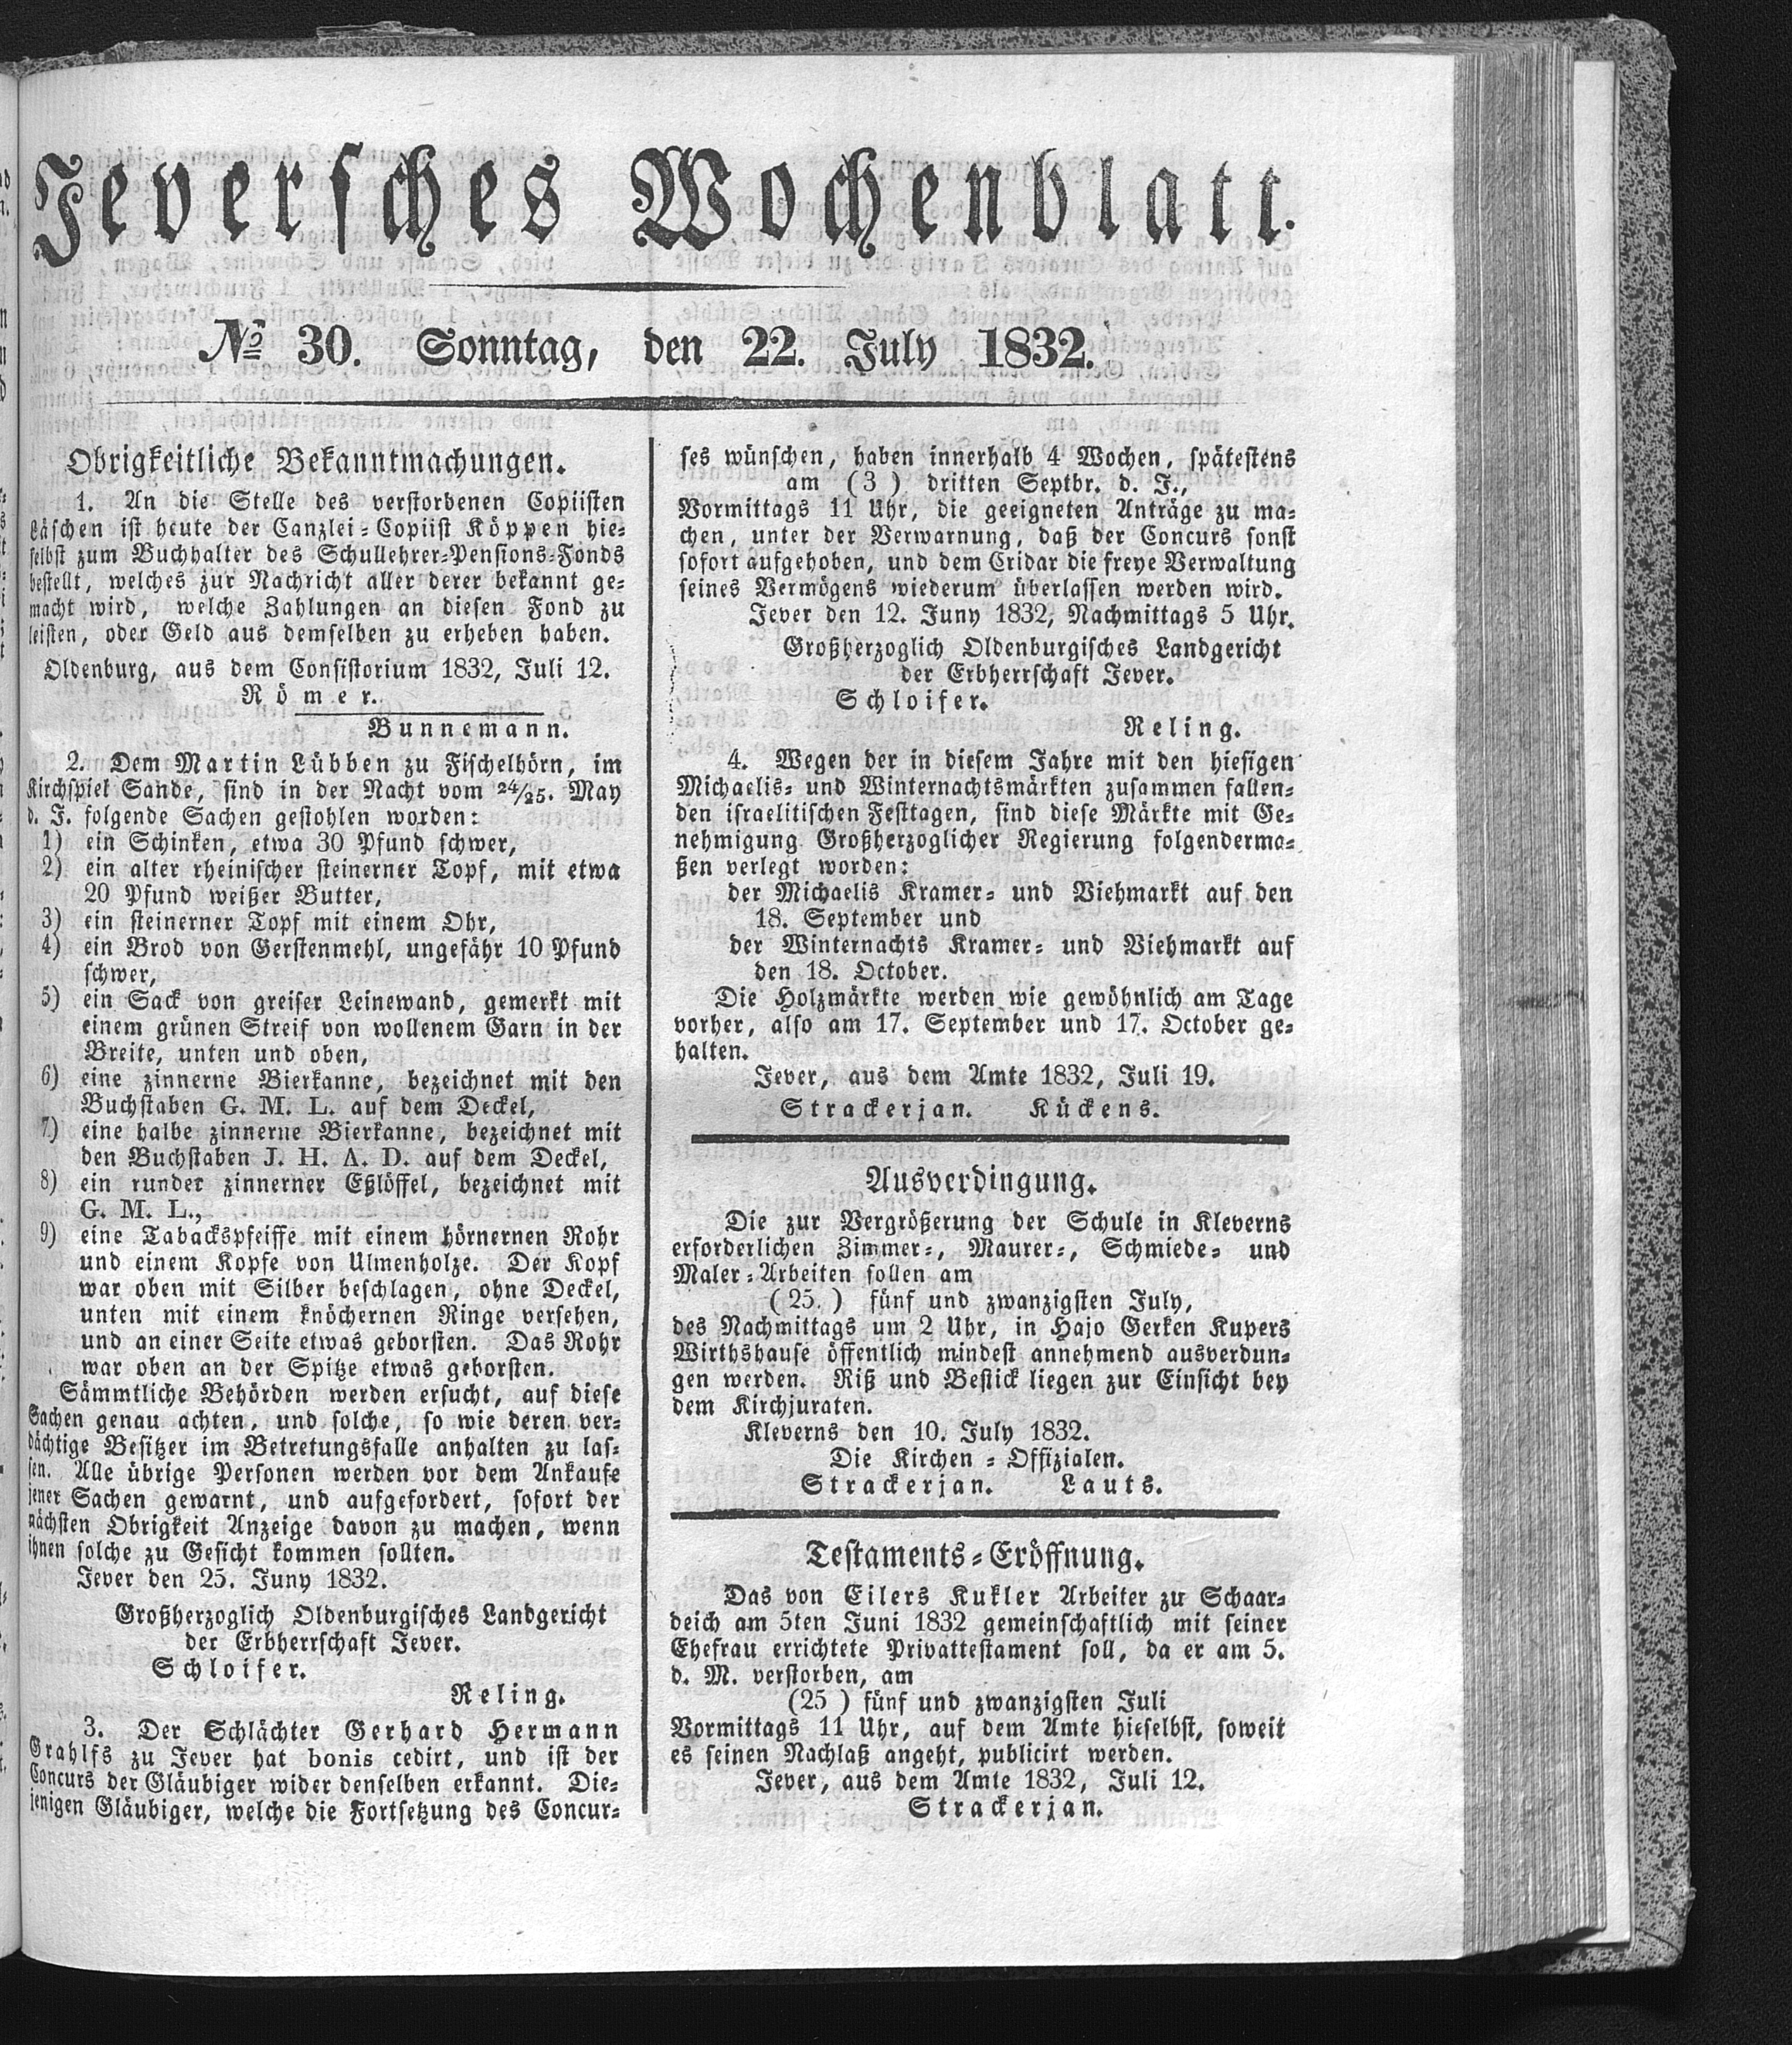 Jeversches Wochenblatt.
№ 30. Sonntag, den 22. July 1832.
Obrigkeitliche Bekanntmachungen.
1. An die Stelle des verstorbenen Copiisten
Läschen ist heute der Canzlei-Copiist Köppen hie-
selbst zum Buchhalter des Schullehrer-Pensions-Fonds
bestellt, welches zur Nachricht aller derer bekannt ge-
macht wird, welche Zahlungen an diesen Fond zu
leisten, oder Geld aus demselben zu erheben haben.
Oldenburg, aus dem Consistorium 1832, Juli 12.
Römer.
Bunnemann.
2. Dem Martin Lübben zu Fischelhörn, im
Kirchspiel Sande, sind in der Nacht vom 24/25. May
d. J. folgende Sachen gestohlen worden:
1) ein Schinken, etwa 30 Pfund schwer,
2) ein alter rheinischer steinerner Topf, mit etwa
20 Pfund weißer Butter,
3) ein steinerner Topf mit einem Ohr,
4) ein Brod von Gerstenmehl, ungefähr 10 Pfund
schwer,
5) ein Sack von greiser Leinewand, gemerkt mit
einem grünen Streif von wollenem Garn in der
Breite, unten und oben,
6) eine zinnerne Bierkanne, bezeichnet mit den
Buchstaben G. M. L. auf dem Deckel,
7) eine halbe zinnerne Bierkanne, bezeichnet mit
den Buchstaben J. H. A. D. auf dem Deckel,
8) ein runder zinnerner Eßlöffel, bezeichnet mit
G. M. L.,
9) eine Tabackspfeiffe mit einem hörnernen Rohr
und einem Kopfe von Ulmenholze. Der Kopf
war oben mit Silber beschlagen, ohne Deckel,
unten mit einem knöchernen Ringe versehen,
und an einer Seite etwas geborsten. Das Rohr
war oben an der Spitze etwas geborsten.
Sämmtliche Behörden werden ersucht, auf diese
Sachen genau achten, und solche, so wie deren ver-
dächtige Besitzer im Betretungsfalle anhalten zu las-
sen. Alle übrige Personen werden vor dem Ankaufe
jener Sachen gewarnt, und aufgefordert, sofort der
nächsten Obrigkeit Anzeige davon zu machen, wenn
ihnen solche zu Gesicht kommen sollten.
Jever den 25. Juny 1832.
Großherzoglich Oldenburgisches Landgericht
der Erbherrschaft Jever.
Schloifer.
Reling.
3. Der Schlächter Gerhard Hermann
Grahlfs zu Jever hat bonis cedirt, und ist der
Concurs der Gläubiger wider denselben erkannt. Die-
jenigen Gläubiger, welche die Fortsetzung des Concur-
ses wünschen, haben innerhalb 4 Wochen, spätestens
am (3) dritten Septbr. d. J.,
Vormittags 11 Uhr, die geeigneten Anträge zu ma-
chen, unter der Verwarnung, daß der Concurs sonst
sofort aufgehoben, und dem Cridar die freye Verwaltung
seines Vermögens wiederum überlassen werden wird.
Jever den 12. Juny 1832, Nachmittags 5 Uhr.
Großherzoglich Oldenburgisches Landgericht
der Erbherrschaft Jever.
Schloifer.
Reling.
4. Wegen der in diesem Jahre mit den hiesigen
Michaelis- und Winternachtsmärkten zusammen fallen-
den israelitischen Festtagen, sind diese Märkte mit Ge-
nehmigung Großherzoglicher Regierung folgenderma-
ßen verlegt worden:
der Michaelis Kramer- und Viehmarkt auf den
18. September und
der Winternachts Kramer- und Viehmarkt auf
den 18. October.
Die Holzmärkte werden wie gewöhnlich am Tage
vorher, also am 17. September und 17. October ge-
halten.
Jever, aus dem Amte 1832, Juli 19.
Strackerjan. Kückens.
Ausverdingung.
Die zur Vergrößerung der Schule in Kleverns
erforderlichen Zimmer-, Maurer-, Schmiede- und
Maler-Arbeiten sollen am
(25.) fünf und zwanzigsten July,
des Nachmittags um 2 Uhr, in Hajo Gerken Kupers
Wirthshause öffentlich mindest annehmend ausverdun-
gen werden. Riß und Bestick liegen zur Einsicht bey
dem Kirchjuraten.
Kleverns den 10. July 1832.
Die Kirchen-Offizialen.
Strackerjan. Lauts.
Testaments-Eröffnung.
Das von Eilers Kukler Arbeiter zu Schaar-
deich am 5ten Juni 1832 gemeinschaftlich mit seiner
Ehefrau errichtete Privattestament soll, da er am 5.
d. M. verstorben, am
(25) fünf und zwanzigsten Juli
Vormittags 11 Uhr, auf dem Amte hieselbst, soweit
es seinen Nachlaß angeht, publicirt werden.
Jever, aus dem Amte 1832, Juli 12.
Strackerjan.